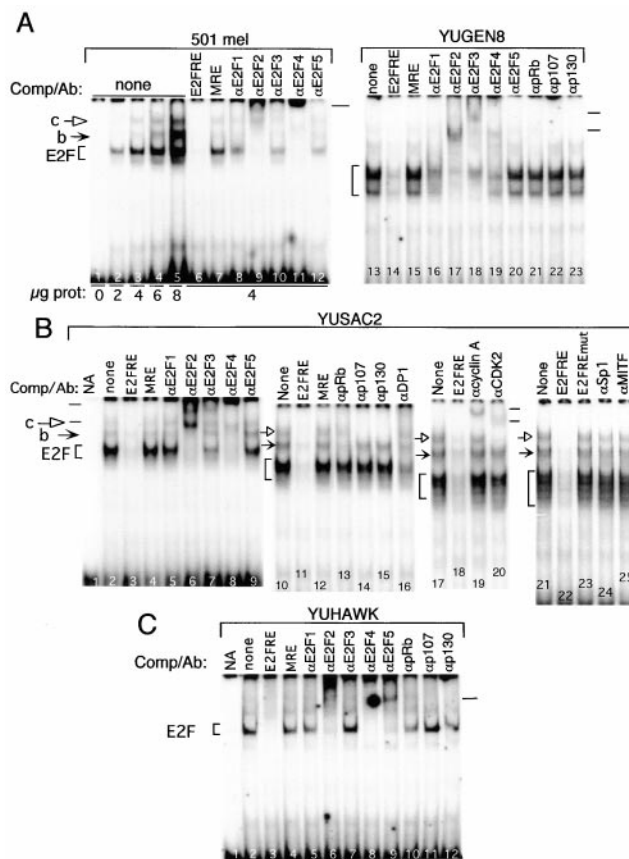 A
501 mel
YUGEN8
Comp/Ab: none E2FRE MRE αE2F1 αE2F2 αE2F3 αE2F4 αE2F5
none E2FRE MRE αE2F1 αE2F2 αE2F3 αE2F4 αE2F5 αpRb αp107 αp130
c
b
E2F
1 2 3 4 5 6 7 8 9 10 11 12
13 14 15 16 17 18 19 20 21 22 23
μg prot: 0 2 4 6 8 4
B
YUSAC2
Comp/Ab: NA none E2FRE MRE αE2F1 αE2F2 αE2F3 αE2F4 αE2F5
None E2FRE MRE αpRb αp107 αp130 αDP1
None E2FRE αcyclin A αCDK2
None E2FRE E2FREmut αSp1 αMITF
c
b
E2F
1 2 3 4 5 6 7 8 9
10 11 12 13 14 15 16
17 18 19 20
21 22 23 24 25
C
YUHAWK
Comp/Ab: NA none E2FRE MRE αE2F1 αE2F2 αE2F3 αE2F4 αE2F5 αpRb αp107 αp130
E2F
1 2 3 4 5 6 7 8 9 10 11 12